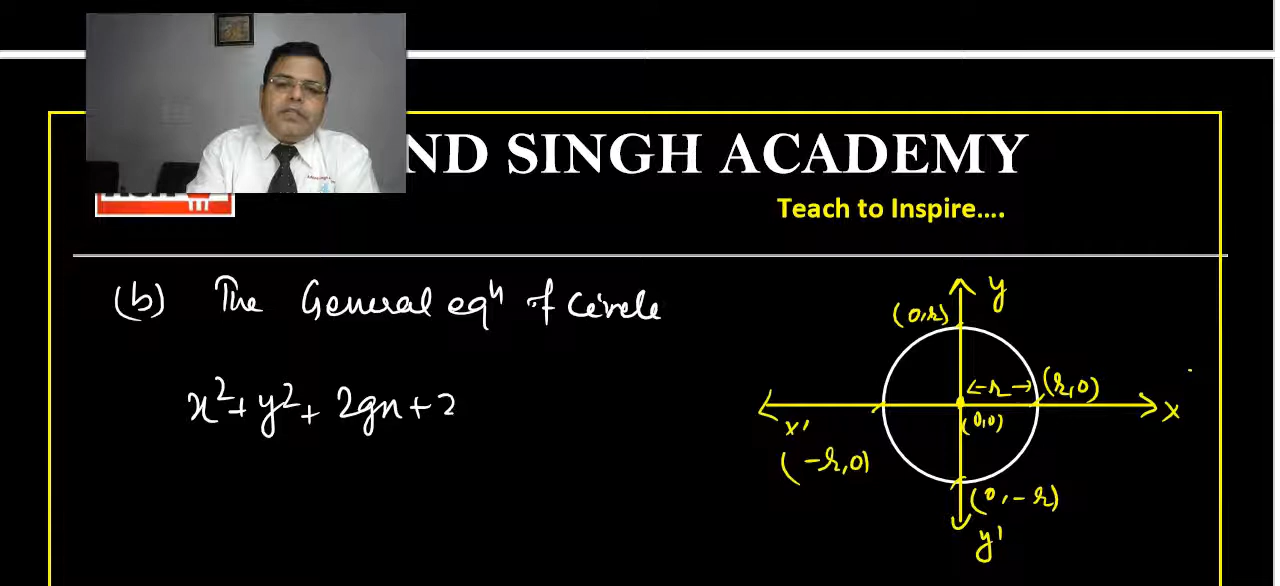 ND SINGH ACADEMY
Teach to Inspire....
(b) The General eqn of Circle
x²+y²+2gx+2
y
(0,r)
r
(r,0)
x
x'
(0,0)
(-r,0)
(0,-r)
y'